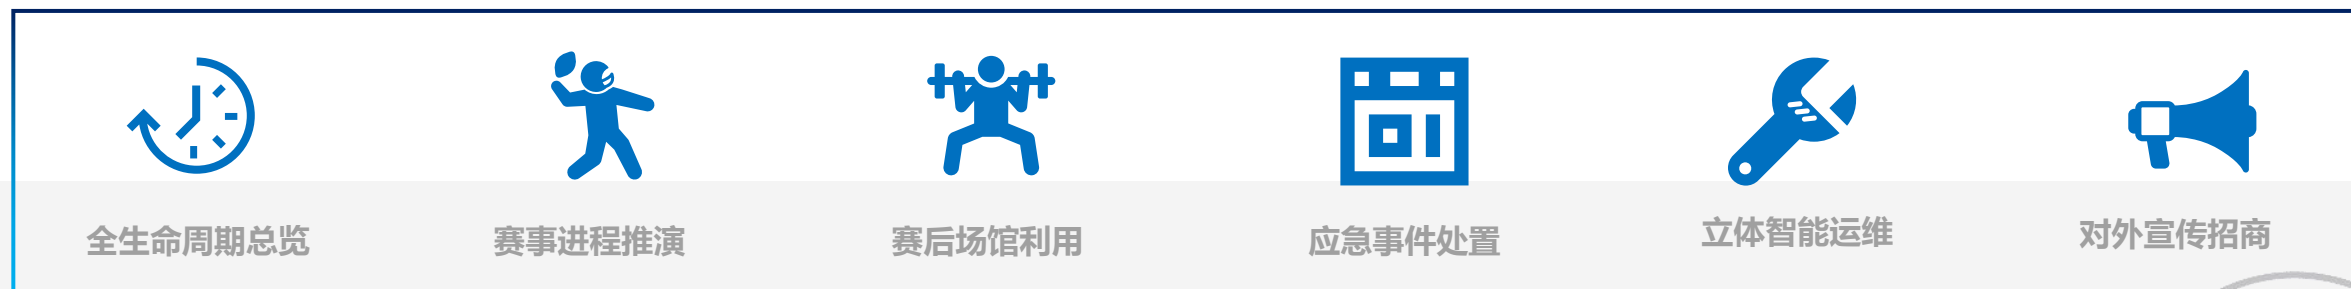 全生命周期总览
赛事进程推演
赛后场馆利用
应急事件处置
立体智能运维
对外宣传招商